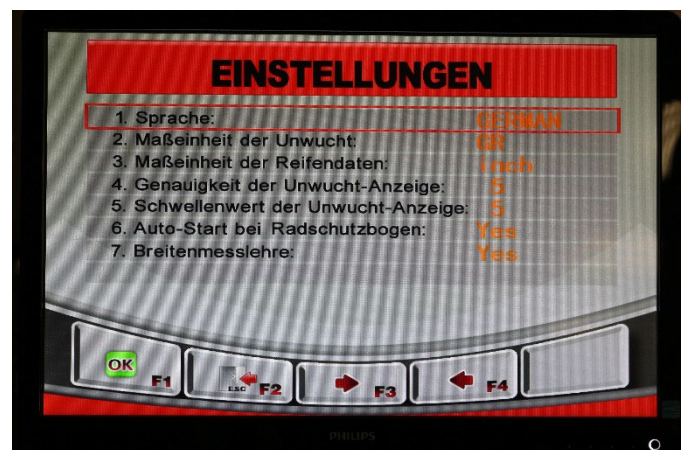 EINSTELLUNGEN
1. Sprache: GERMAN
2. Maßeinheit der Unwucht: GR
3. Maßeinheit der Reifendaten: inch
4. Genauigkeit der Unwucht-Anzeige: 5
5. Schwellenwert der Unwucht-Anzeige: 5
6. Auto-Start bei Radschutzbogen: Yes
7. Breitenmesslehre: Yes
OK F1 ESC F2 F3 F4
PHILIPS